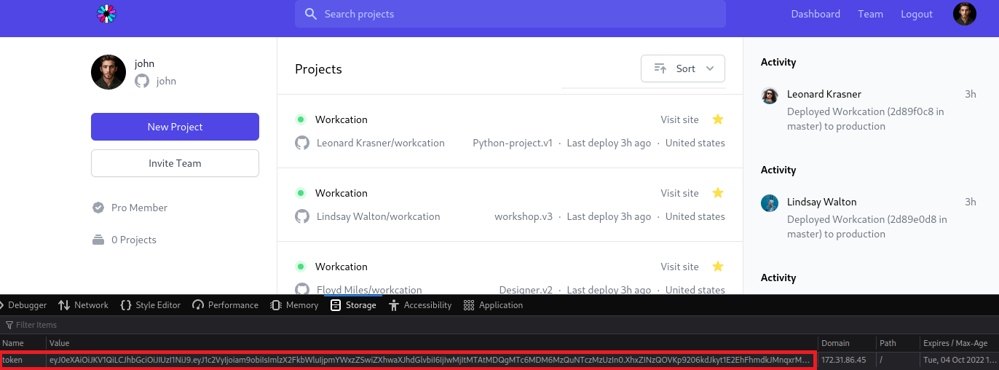 Search projects
Dashboard Team Logout
john
john
New Project
Invite Team
Pro Member
0 Projects
Projects
Sort
Workcation Visit site
Leonard Krasner/workcation Python-project.v1 · Last deploy 3h ago · United states
Workcation Visit site
Lindsay Walton/workcation workshop.v3 · Last deploy 3h ago · United states
Workcation Visit site
Floyd Miles/workcation Designer.v2 · Last deploy 3h ago · United states
Activity
Leonard Krasner 3h
Deployed Workcation (2d89f0c8 in
master) to production
Activity
Lindsay Walton 3h
Deployed Workcation (2d89e0d8 in
master) to production
Activity
Debugger Network Style Editor Performance Memory Storage Accessibility Application
Filter Items
Name Value Domain Path Expires / Max-Age
token eyJ0eXAiOiJKV1QiLCJhbGciOiJIUzI1NiJ9.eyJ1c2VyIjoiam9obiIsImlzX2FkbWluIjpmYWxzZSwiZXhwaXJhdGlvbiI6IjIwMjItMTAtMDQgMTc6MDM6MzQuNTczMzUzIn0.XhxZINzQOVKp9206kdJkyt1E2EhFhmdkJMnqxrM... 172.31.86.45 / Tue, 04 Oct 2022 1...